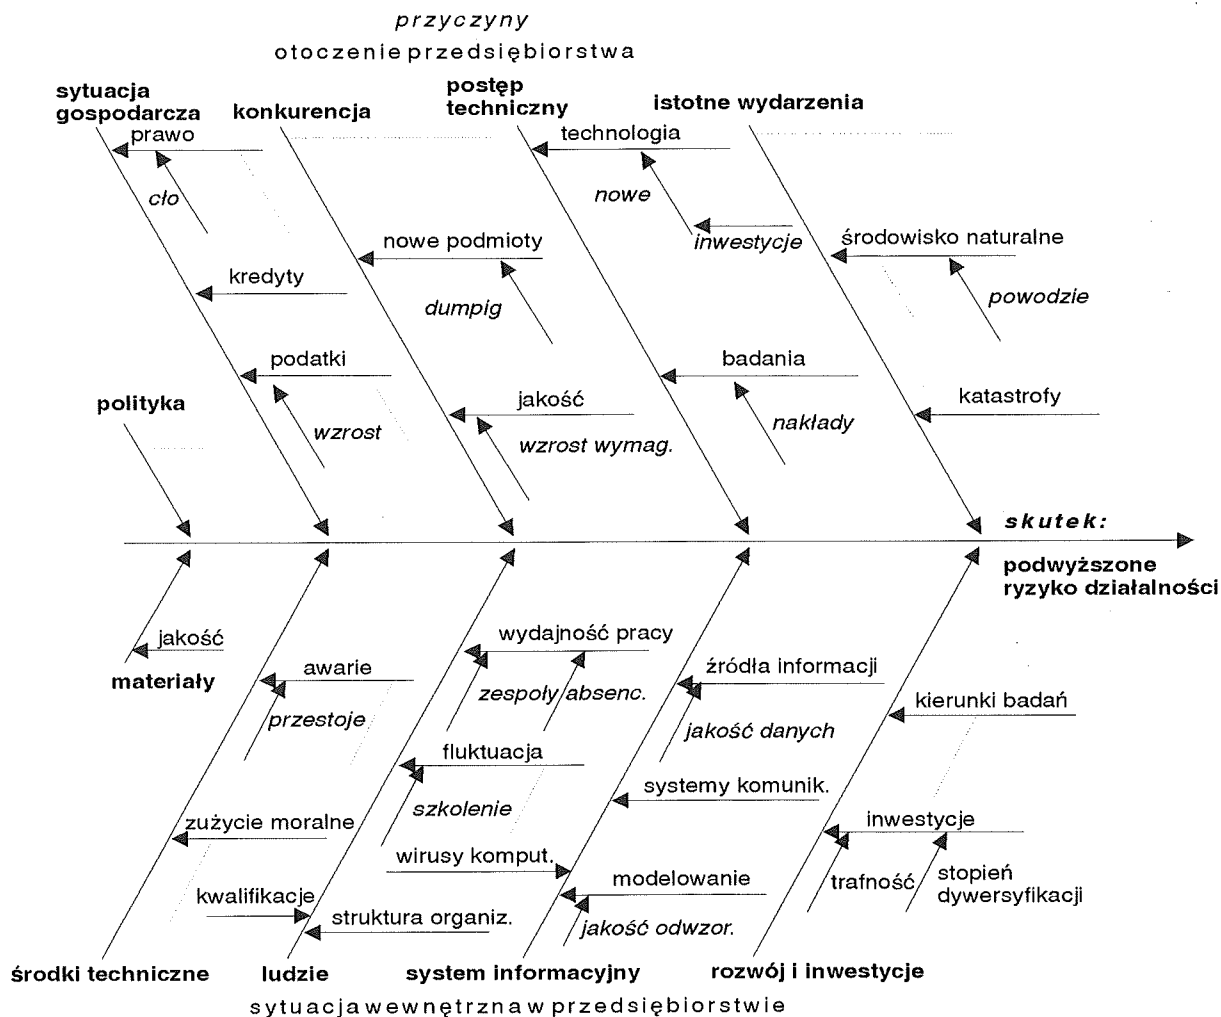 przyczyny
otoczenie przedsiębiorstwa
sytuacja
gospodarcza
konkurencja
postęp
techniczny
istotne wydarzenia
prawo
technologia
cło
nowe
inwestycje
nowe podmioty
środowisko naturalne
kredyty
dumpig
powodzie
podatki
badania
polityka
jakość
katastrofy
wzrost
wzrost wymag.
nakłady
skutek:
podwyższone
ryzyko działalności
jakość
materiały
awarie
przestoje
wydajność pracy
zespoły absenc.
źródła informacji
jakość danych
kierunki badań
fluktuacja
szkolenie
systemy komunik.
zużycie moralne
inwestycje
wirusy komput.
trafność
stopień
dywersyfikacji
kwalifikacje
modelowanie
struktura organiz.
jakość odwzor.
środki techniczne
ludzie
system informacyjny
rozwój i inwestycje
sytuacja wewnętrzna w przedsiębiorstwie